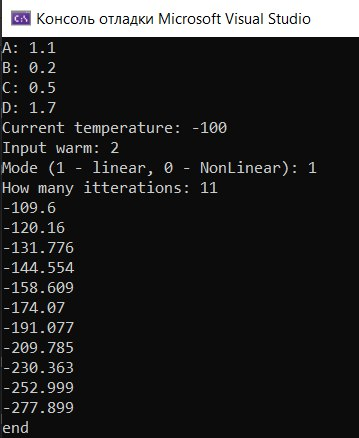 C:\ Консоль отладки Microsoft Visual Studio
A: 1.1
B: 0.2
C: 0.5
D: 1.7
Current temperature: -100
Input warm: 2
Mode (1 - linear, 0 - NonLinear): 1
How many itterations: 11
-109.6
-120.16
-131.776
-144.554
-158.609
-174.07
-191.077
-209.785
-230.363
-252.999
-277.899
end